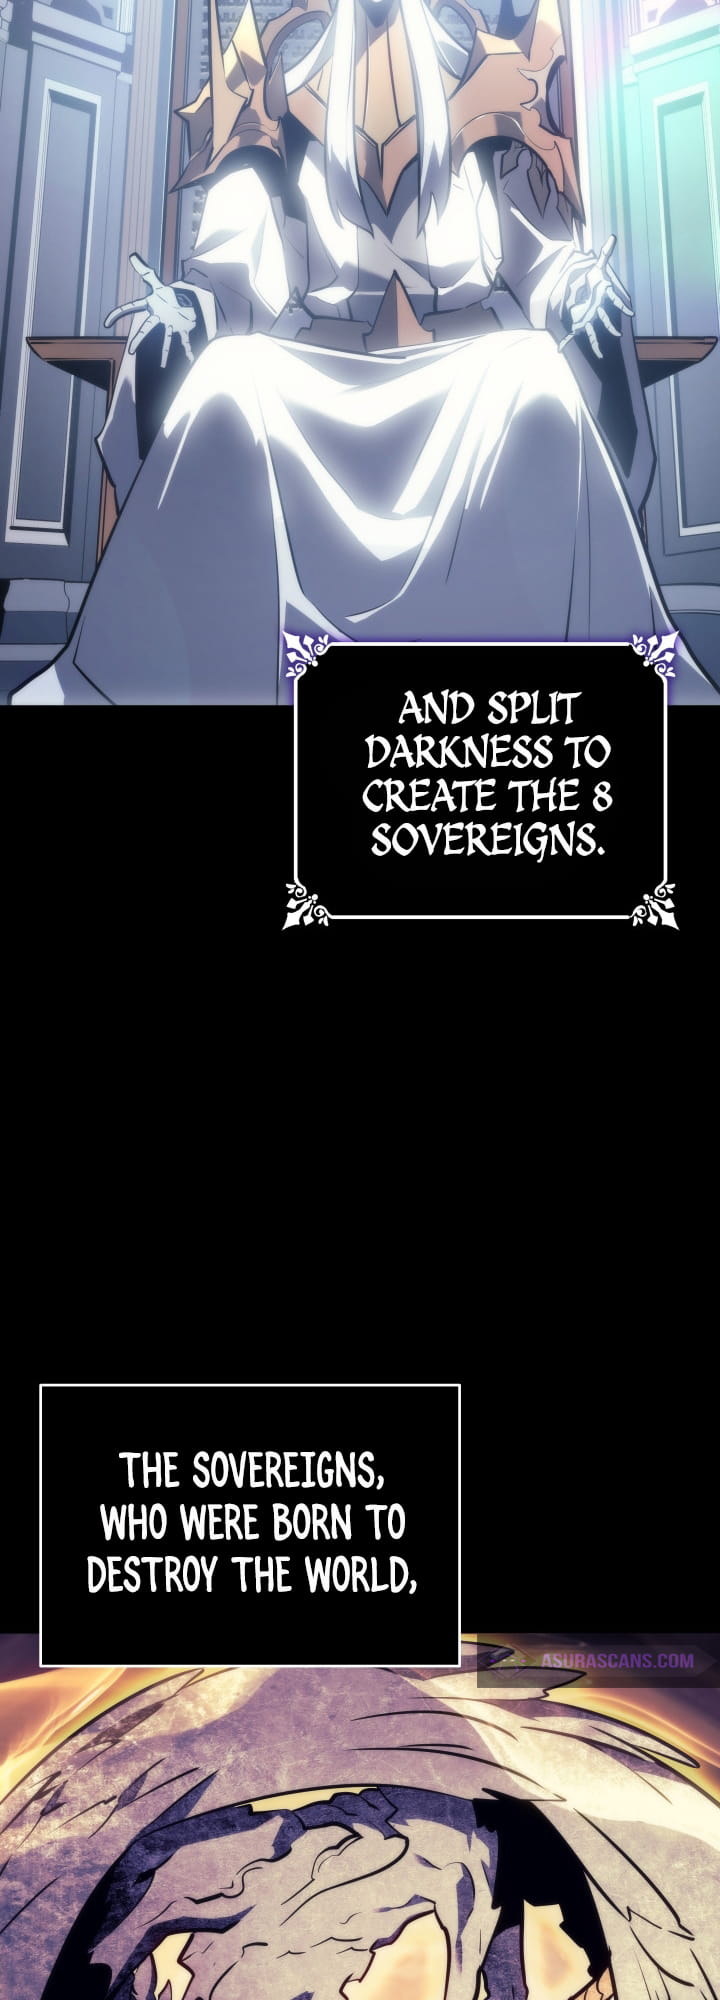 AND SPLIT
DARKNESS TO
CREATE THE 8
SOVEREIGNS.
THE SOVEREIGNS,
WHO WERE BORN TO
DESTROY THE WORLD,
ASURASCANS.COM